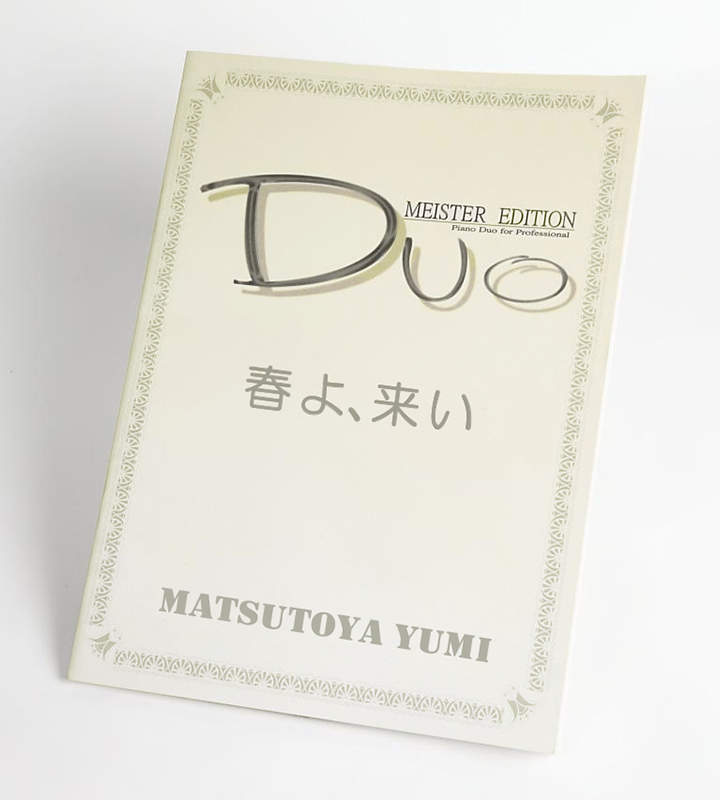 DUO
MEISTER EDITION
Piano Duo for Professional
春よ、来い
MATSUTOYA YUMI